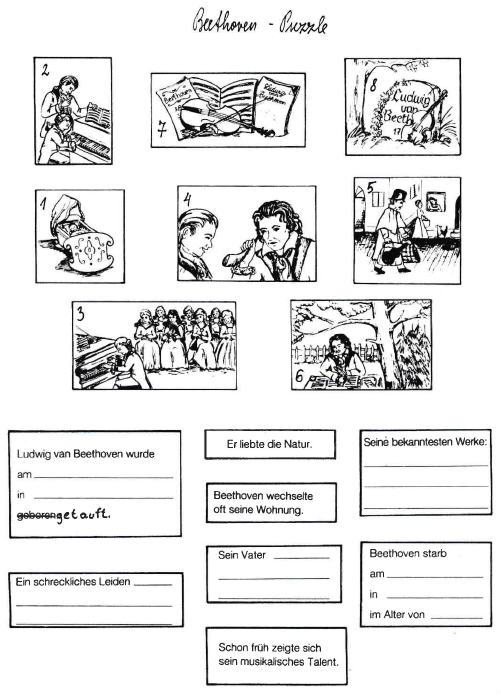 Beethoven - Puzzle
2
7
Beethoven
Ludwig
van
8
Ludwig
van
Beeth
17
1
4
5
3
6
Ludwig van Beethoven wurde
am
in
geboren getauft.
Er liebte die Natur.
Beethoven wechselte
oft seine Wohnung.
Seine bekanntesten Werke:
Ein schreckliches Leiden
Sein Vater
Beethoven starb
am
in
im Alter von
Schon früh zeigte sich
sein musikalisches Talent.